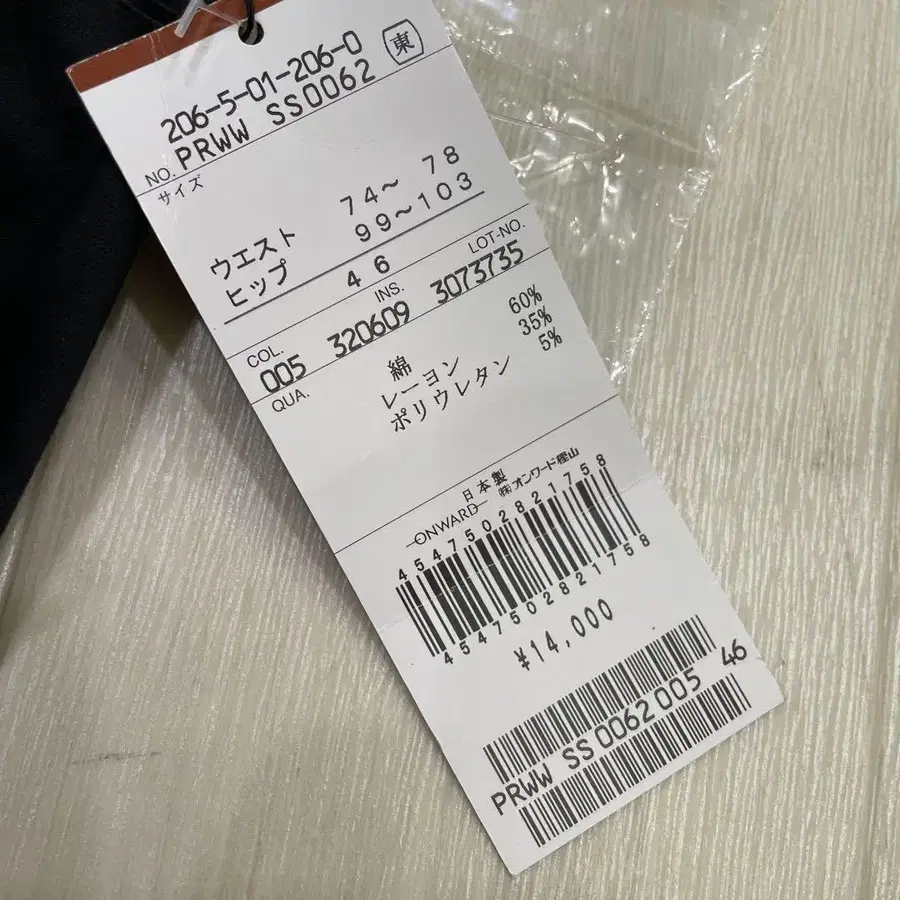 206-5-01-206-0 東
NO. PRWW SS0062
サイズ
ウエスト 74～ 78
ヒップ 99～103
46
COL. INS. LOT-NO.
005 320609 3073735
QUA. 綿 60%
レーヨン 35%
ポリウレタン 5%
日本製
ONWARD ㈱オンワード樫山
4547502821758
4547502821758
¥14,000
PRWW SS0062005 46